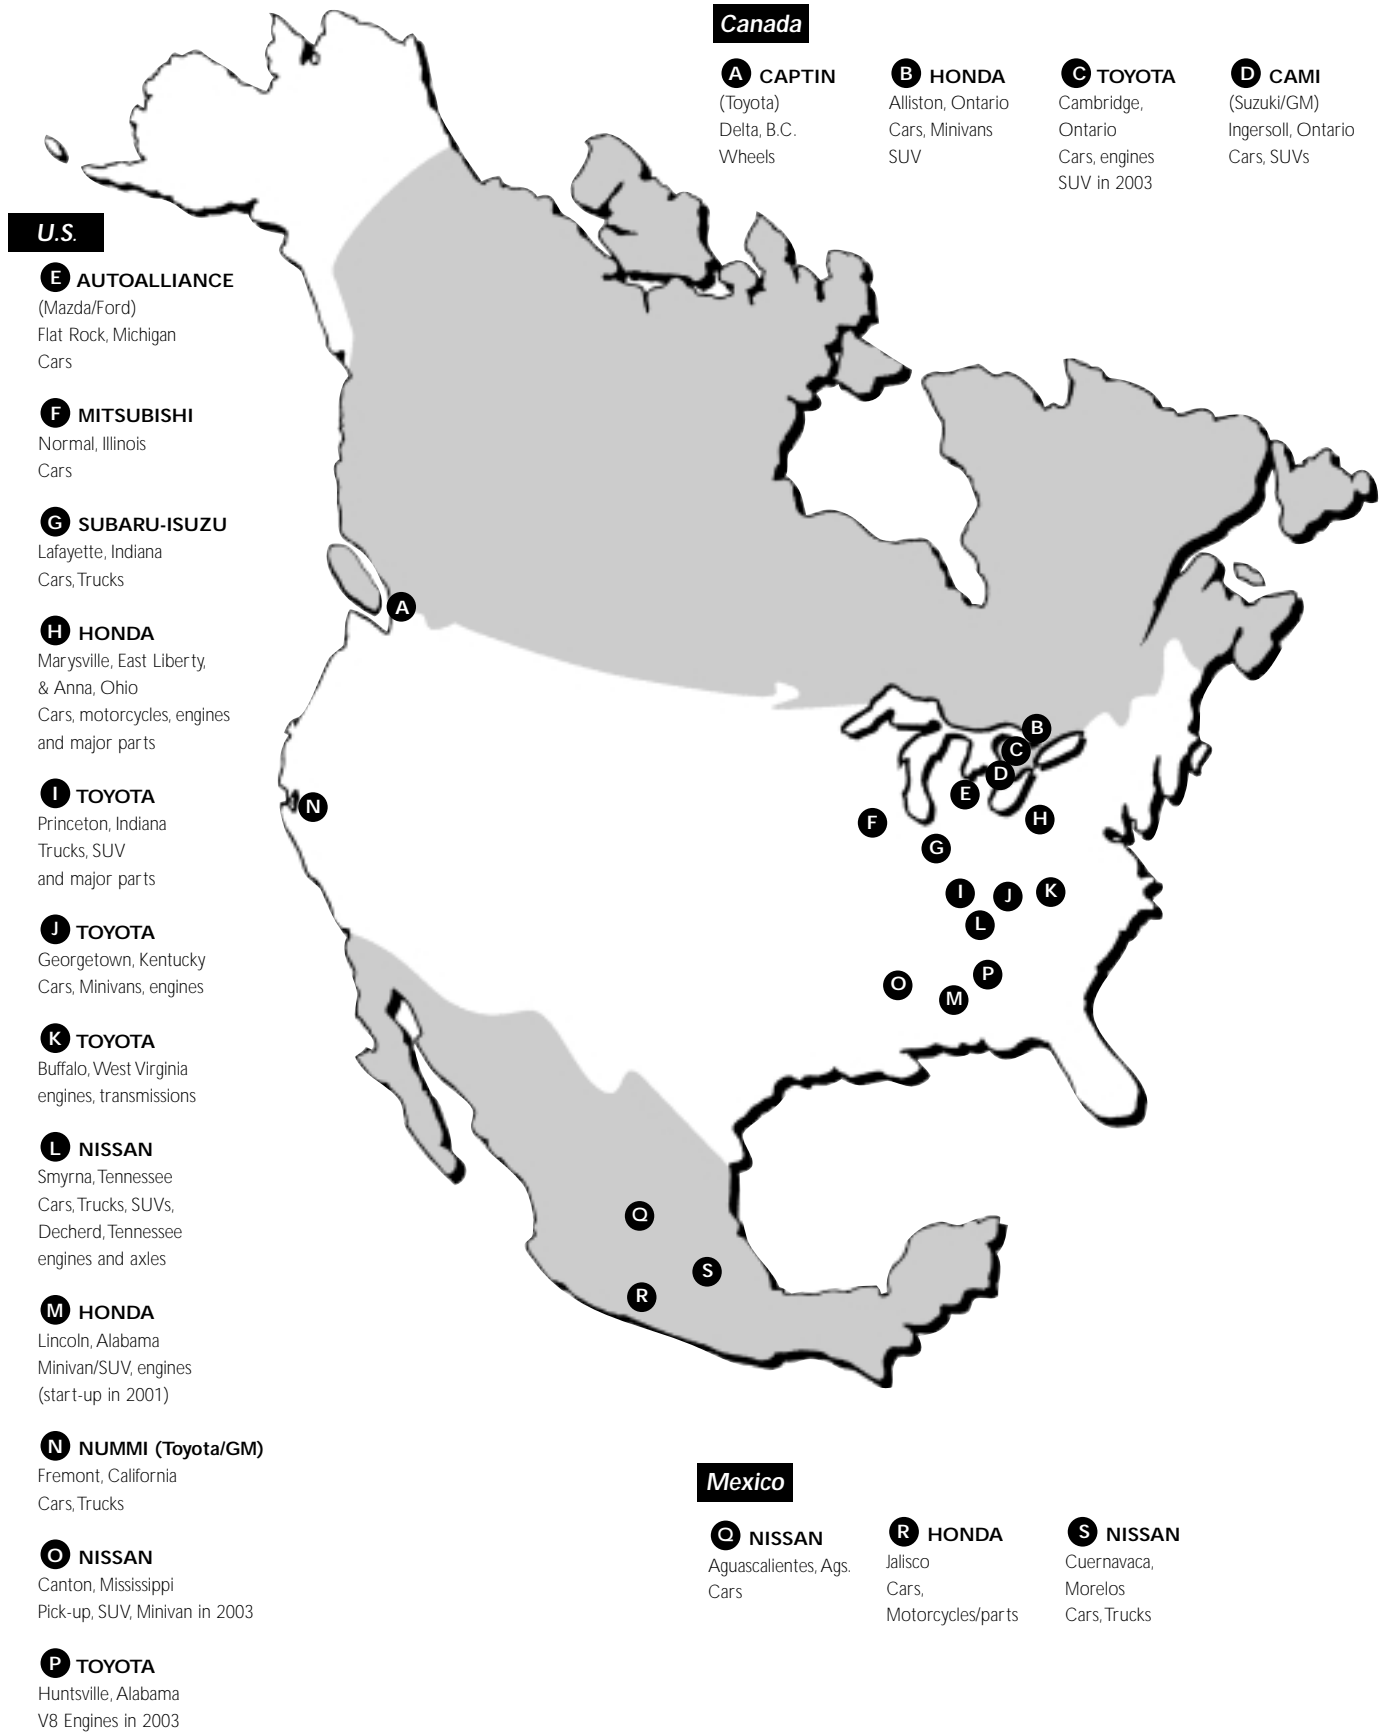 Canada
A CAPTIN
(Toyota)
Delta, B.C.
Wheels
B HONDA
Alliston, Ontario
Cars, Minivans
SUV
C TOYOTA
Cambridge,
Ontario
Cars, engines
SUV in 2003
D CAMI
(Suzuki/GM)
Ingersoll, Ontario
Cars, SUVs
U.S.
E AUTOALLIANCE
(Mazda/Ford)
Flat Rock, Michigan
Cars
F MITSUBISHI
Normal, Illinois
Cars
G SUBARU-ISUZU
Lafayette, Indiana
Cars, Trucks
H HONDA
Marysville, East Liberty,
& Anna, Ohio
Cars, motorcycles, engines
and major parts
I TOYOTA
Princeton, Indiana
Trucks, SUV
and major parts
J TOYOTA
Georgetown, Kentucky
Cars, Minivans, engines
K TOYOTA
Buffalo, West Virginia
engines, transmissions
L NISSAN
Smyrna, Tennessee
Cars, Trucks, SUVs,
Decherd, Tennessee
engines and axles
M HONDA
Lincoln, Alabama
Minivan/SUV, engines
(start-up in 2001)
N NUMMI (Toyota/GM)
Fremont, California
Cars, Trucks
O NISSAN
Canton, Mississippi
Pick-up, SUV, Minivan in 2003
P TOYOTA
Huntsville, Alabama
V8 Engines in 2003
A
B
C
D
E
N
F
H
G
I
J
K
L
P
O
M
Q
S
R
Mexico
Q NISSAN
Aguascalientes, Ags.
Cars
R HONDA
Jalisco
Cars,
Motorcycles/parts
S NISSAN
Cuernavaca,
Morelos
Cars, Trucks